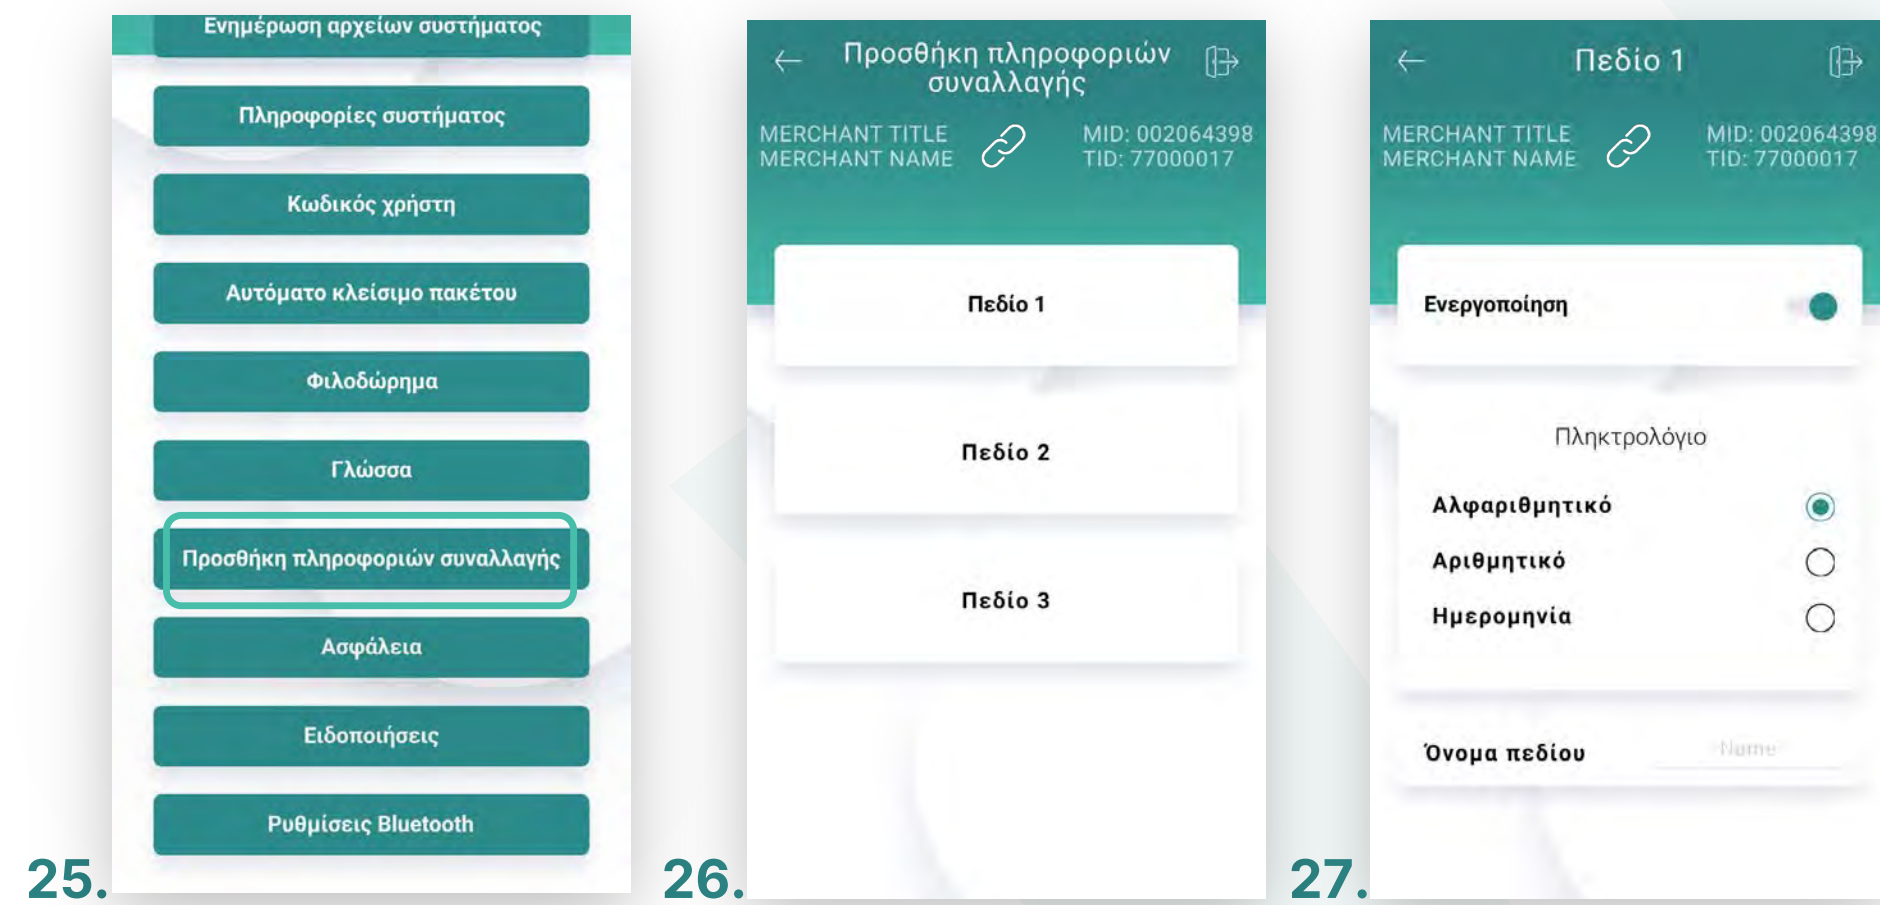 Ενημέρωση αρχείων συστήματος
Πληροφορίες συστήματος
Κωδικός χρήστη
Αυτόματο κλείσιμο πακέτου
Φιλοδώρημα
Γλώσσα
Προσθήκη πληροφοριών συναλλαγής
Ασφάλεια
Ειδοποιήσεις
Ρυθμίσεις Bluetooth
25.
Προσθήκη πληροφοριών
συναλλαγής
MERCHANT TITLE
MERCHANT NAME
MID: 002064398
TID: 77000017
Πεδίο 1
Πεδίο 2
Πεδίο 3
26.
Πεδίο 1
MERCHANT TITLE
MERCHANT NAME
MID: 002064398
TID: 77000017
Ενεργοποίηση
Πληκτρολόγιο
Αλφαριθμητικό
Αριθμητικό
Ημερομηνία
Όνομα πεδίου
Name
27.